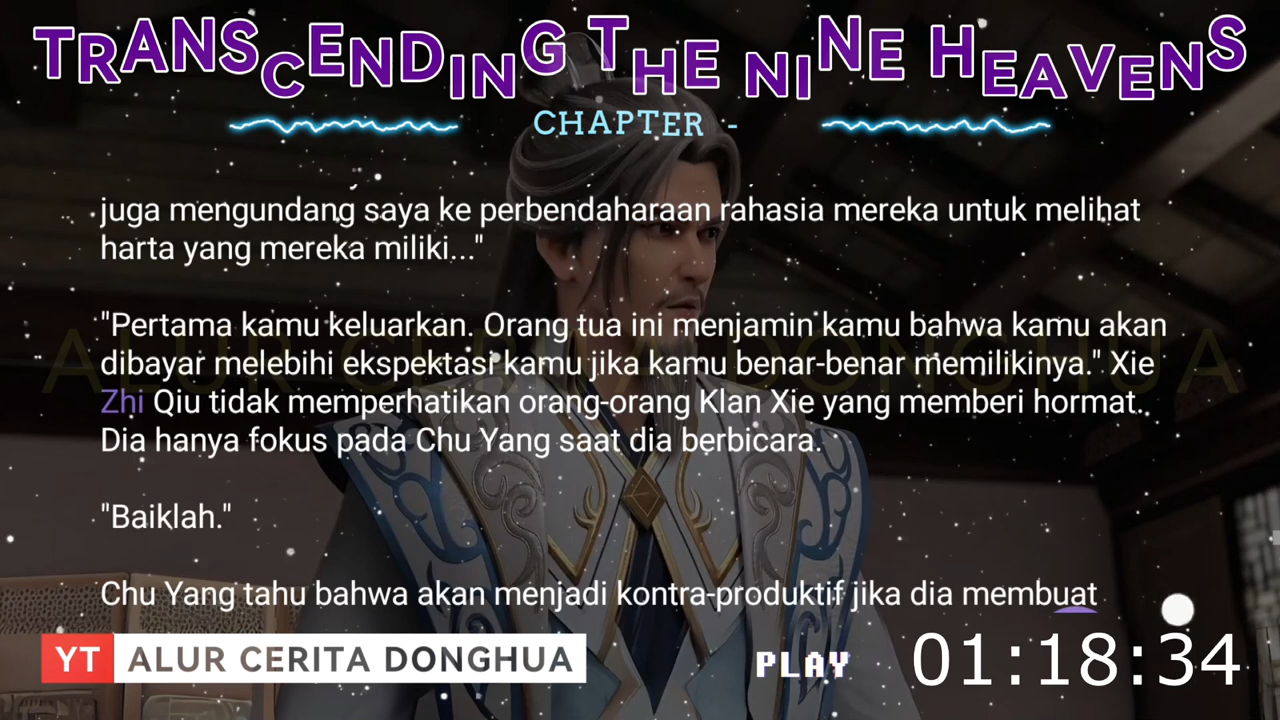 TRANSCENDING THE NINE HEAVENS
CHAPTER -
juga mengundang saya ke perbendaharaan rahasia mereka untuk melihat
harta yang mereka miliki..."
"Pertama kamu keluarkan. Orang tua ini menjamin kamu bahwa kamu akan
dibayar melebihi ekspektasi kamu jika kamu benar-benar memilikinya." Xie
Zhi Qiu tidak memperhatikan orang-orang Klan Xie yang memberi hormat.
Dia hanya fokus pada Chu Yang saat dia berbicara.
"Baiklah."
Chu Yang tahu bahwa akan menjadi kontra-produktif jika dia membuat
ALUR CERITA DONGHUA
YT ALUR CERITA DONGHUA
PLAY 01:18:34